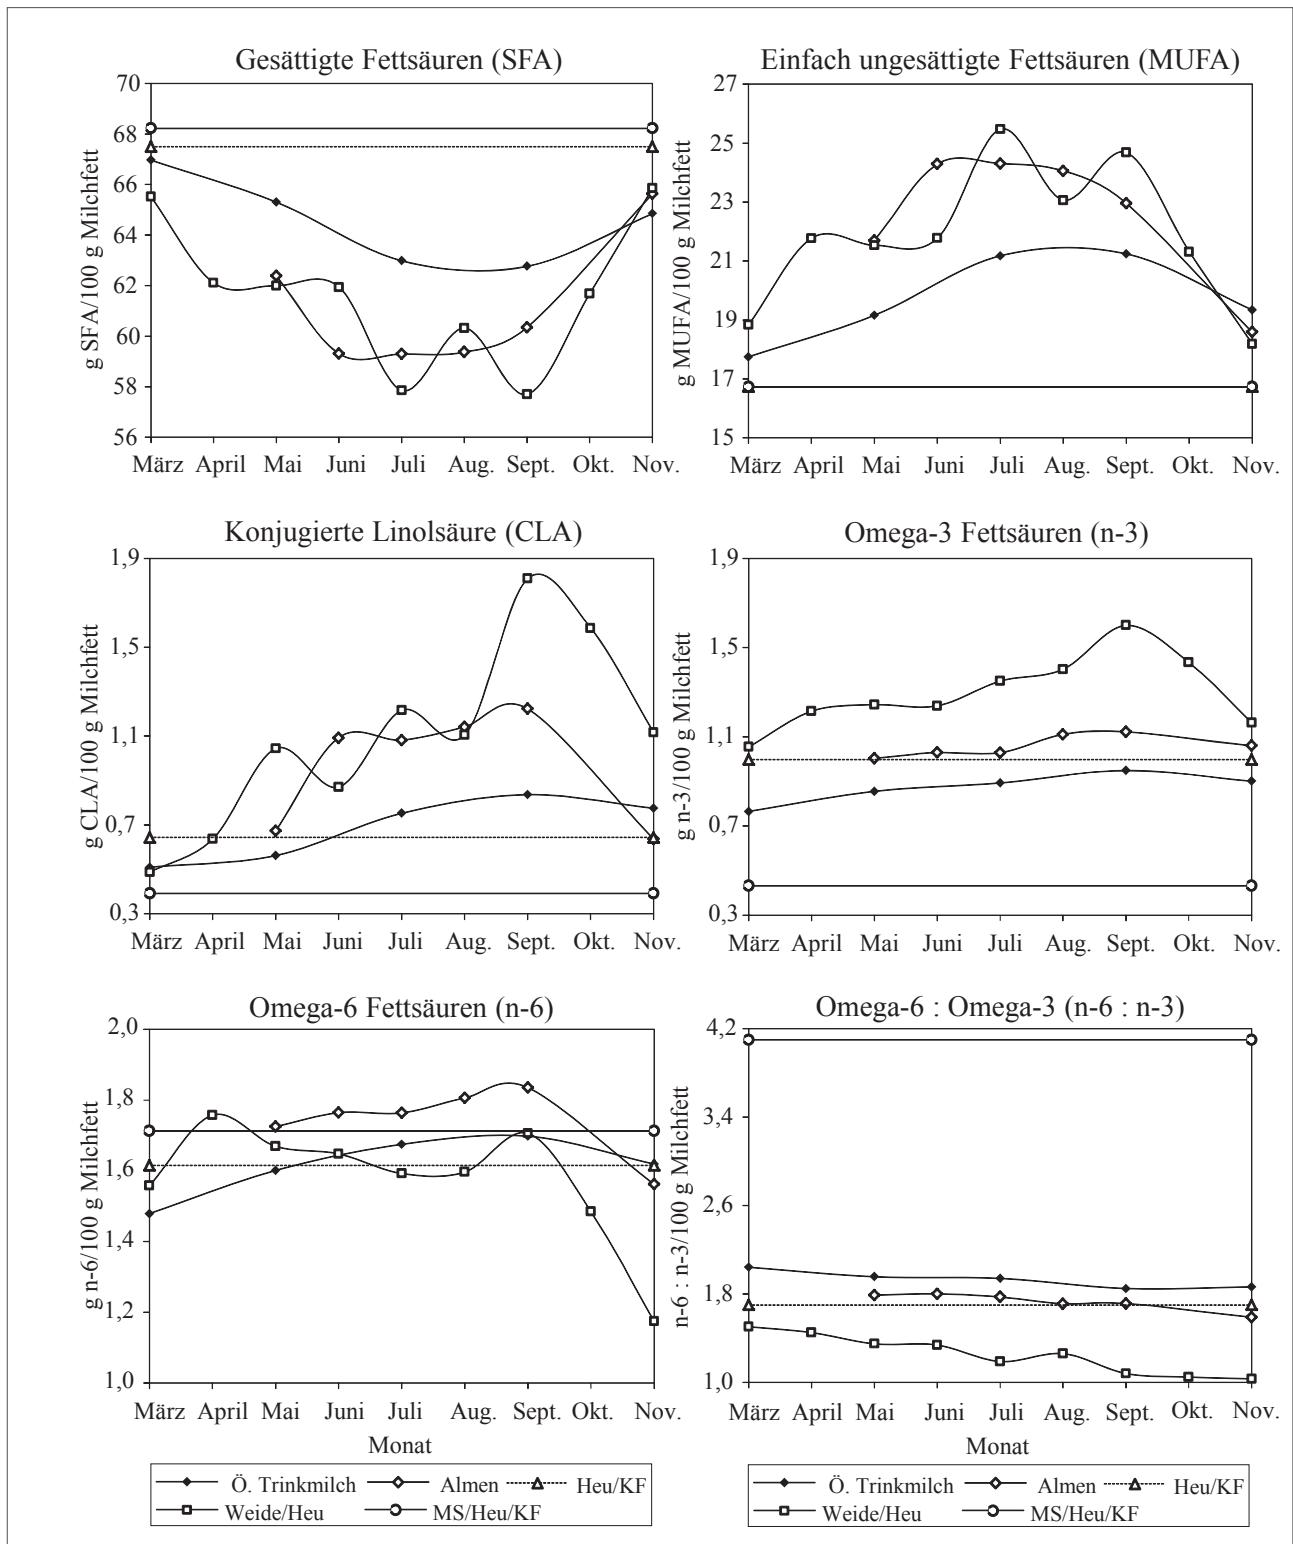 Gesättigte Fettsäuren (SFA)
g SFA/100 g Milchfett
70
68
66
64
62
60
58
56
März April Mai Juni Juli Aug. Sept. Okt. Nov.
Einfach ungesättigte Fettsäuren (MUFA)
g MUFA/100 g Milchfett
27
25
23
21
19
17
15
März April Mai Juni Juli Aug. Sept. Okt. Nov.
Konjugierte Linolsäure (CLA)
g CLA/100 g Milchfett
1,9
1,5
1,1
0,7
0,3
März April Mai Juni Juli Aug. Sept. Okt. Nov.
Omega-3 Fettsäuren (n-3)
g n-3/100 g Milchfett
1,9
1,5
1,1
0,7
0,3
März April Mai Juni Juli Aug. Sept. Okt. Nov.
Omega-6 Fettsäuren (n-6)
g n-6/100 g Milchfett
2,0
1,8
1,6
1,4
1,2
1,0
März April Mai Juni Juli Aug. Sept. Okt. Nov.
Monat
Omega-6 : Omega-3 (n-6 : n-3)
n-6 : n-3/100 g Milchfett
4,2
3,4
2,6
1,8
1,0
März April Mai Juni Juli Aug. Sept. Okt. Nov.
Monat
Ö. Trinkmilch Almen Heu/KF
Weide/Heu MS/Heu/KF
Ö. Trinkmilch Almen Heu/KF
Weide/Heu MS/Heu/KF